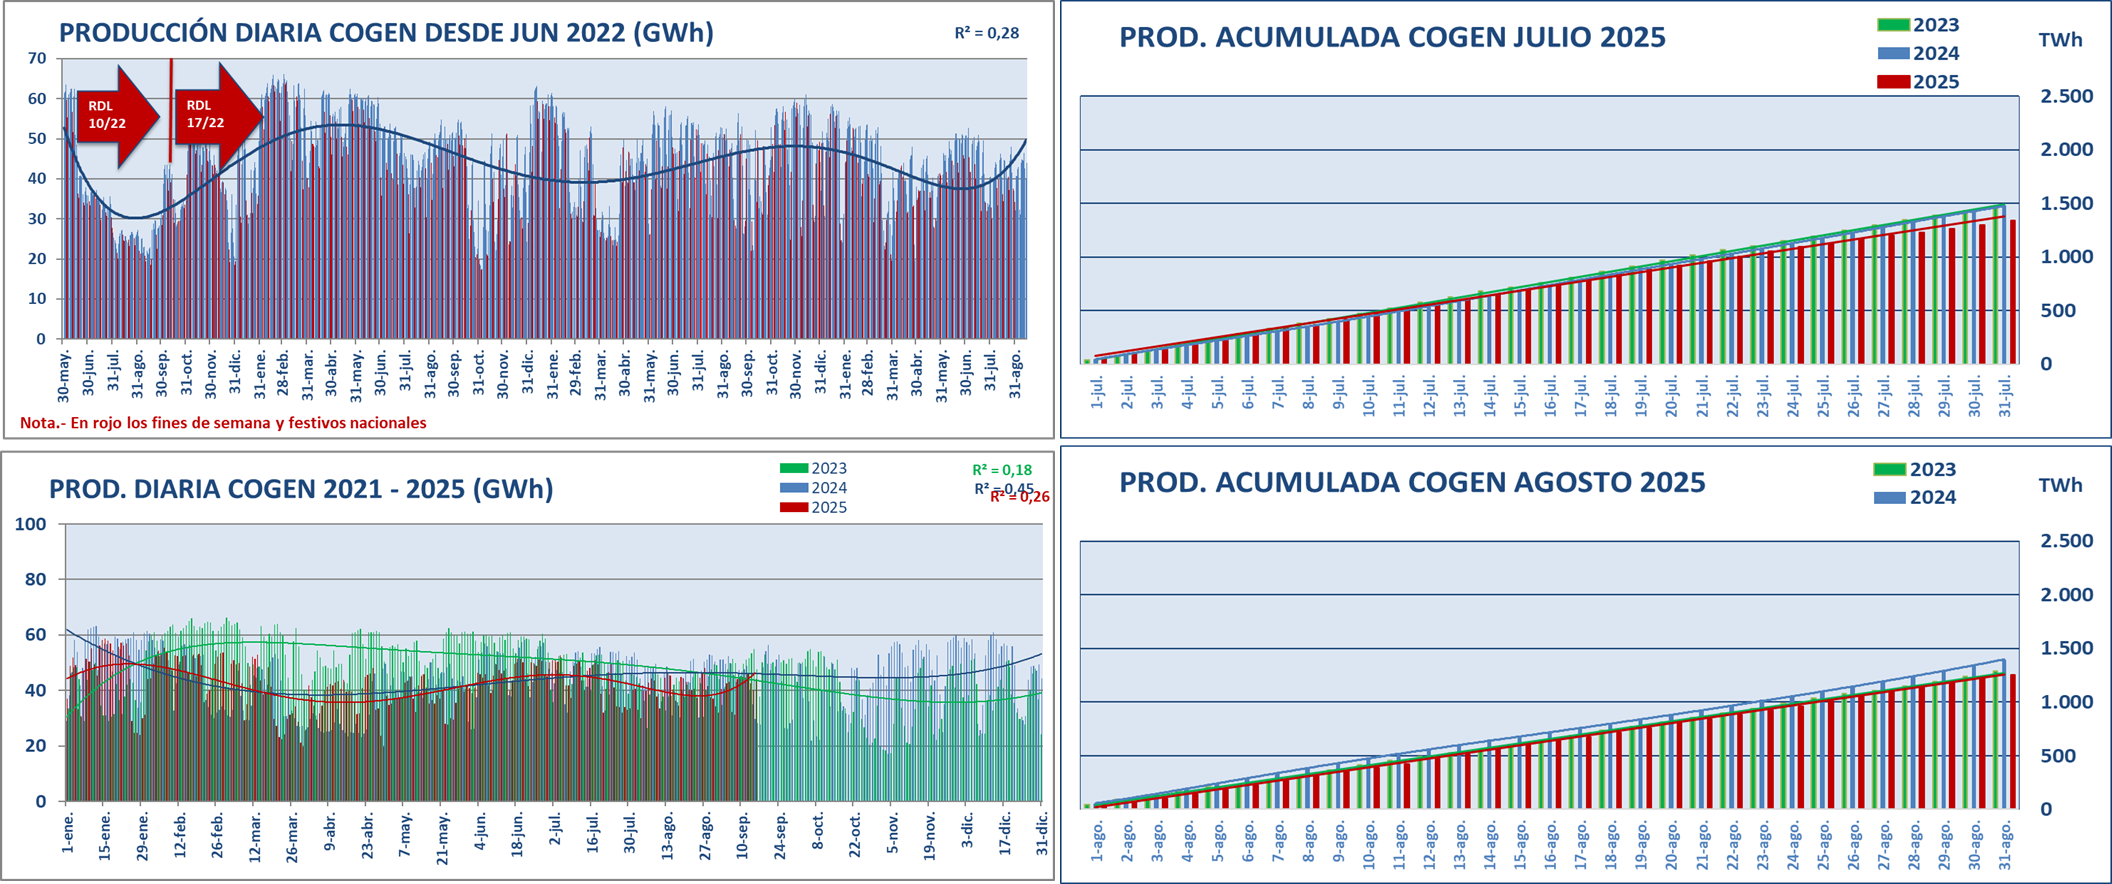 PRODUCCIÓN DIARIA COGEN DESDE JUN 2022 (GWh)
R² = 0,28
70
60
50
40
30
20
10
0
RDL
10/22
RDL
17/22
30-may.
30-jun.
31-jul.
31-ago.
30-sep.
31-oct.
30-nov.
31-dic.
31-ene.
28-feb.
31-mar.
30-abr.
31-may.
30-jun.
31-jul.
31-ago.
30-sep.
31-oct.
30-nov.
31-dic.
31-ene.
29-feb.
31-mar.
30-abr.
31-may.
30-jun.
31-jul.
31-ago.
30-sep.
31-oct.
30-nov.
31-dic.
31-ene.
28-feb.
31-mar.
30-abr.
31-may.
30-jun.
31-jul.
31-ago.
Nota.- En rojo los fines de semana y festivos nacionales
PROD. ACUMULADA COGEN JULIO 2025
2023
2024
2025
TWh
2.500
2.000
1.500
1.000
500
0
1-jul.
2-jul.
3-jul.
4-jul.
5-jul.
6-jul.
7-jul.
8-jul.
9-jul.
10-jul.
11-jul.
12-jul.
13-jul.
14-jul.
15-jul.
16-jul.
17-jul.
18-jul.
19-jul.
20-jul.
21-jul.
22-jul.
23-jul.
24-jul.
25-jul.
26-jul.
27-jul.
28-jul.
29-jul.
30-jul.
31-jul.
PROD. DIARIA COGEN 2021 - 2025 (GWh)
2023
2024
2025
R² = 0,18
R² = 0,45
R² = 0,26
100
80
60
40
20
0
1-ene.
15-ene.
29-ene.
12-feb.
26-feb.
12-mar.
26-mar.
9-abr.
23-abr.
7-may.
21-may.
4-jun.
18-jun.
2-jul.
16-jul.
30-jul.
13-ago.
27-ago.
10-sep.
24-sep.
8-oct.
22-oct.
5-nov.
19-nov.
3-dic.
17-dic.
31-dic.
PROD. ACUMULADA COGEN AGOSTO 2025
2023
2024
TWh
2.500
2.000
1.500
1.000
500
0
1-ago.
2-ago.
3-ago.
4-ago.
5-ago.
6-ago.
7-ago.
8-ago.
9-ago.
10-ago.
11-ago.
12-ago.
13-ago.
14-ago.
15-ago.
16-ago.
17-ago.
18-ago.
19-ago.
20-ago.
21-ago.
22-ago.
23-ago.
24-ago.
25-ago.
26-ago.
27-ago.
28-ago.
29-ago.
30-ago.
31-ago.